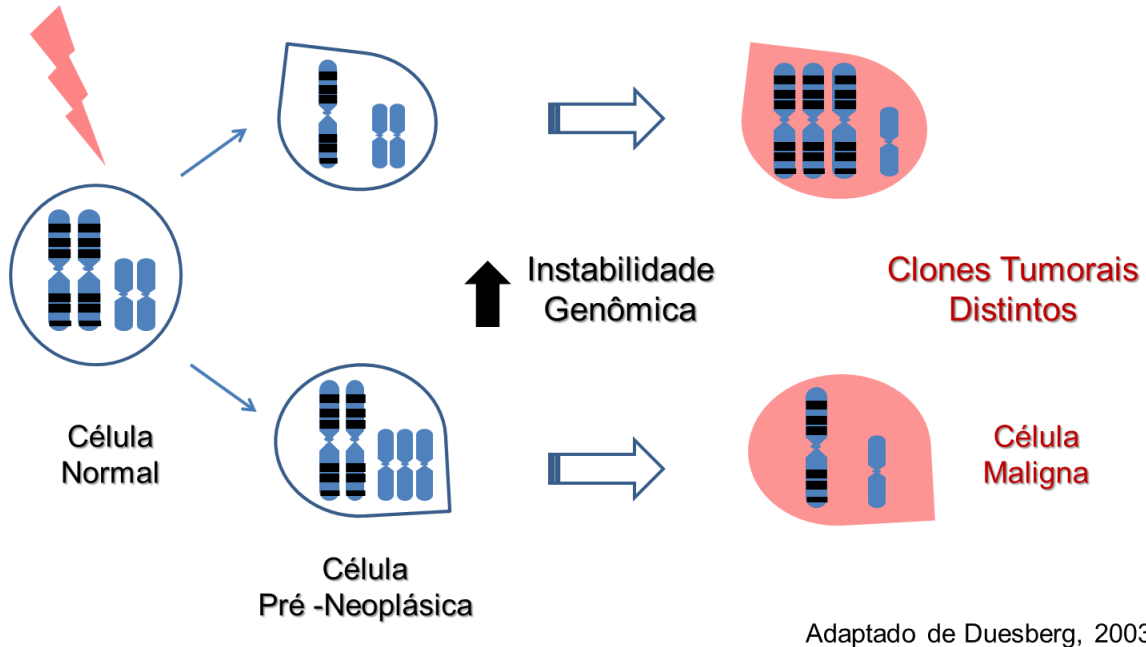 Instabilidade
Genômica
Clones Tumorais
Distintos
Célula
Normal
Célula
Maligna
Célula
Pré -Neoplásica
Adaptado de Duesberg, 2003